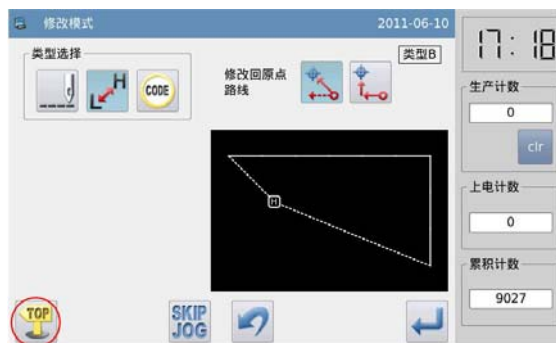 修改模式 2011-06-10
17:18
类型选择
L H
CODE
修改回原点
路线
类型B
H
生产计数
0
clr
上电计数
0
累积计数
9027
TOP
SKIP
JOG